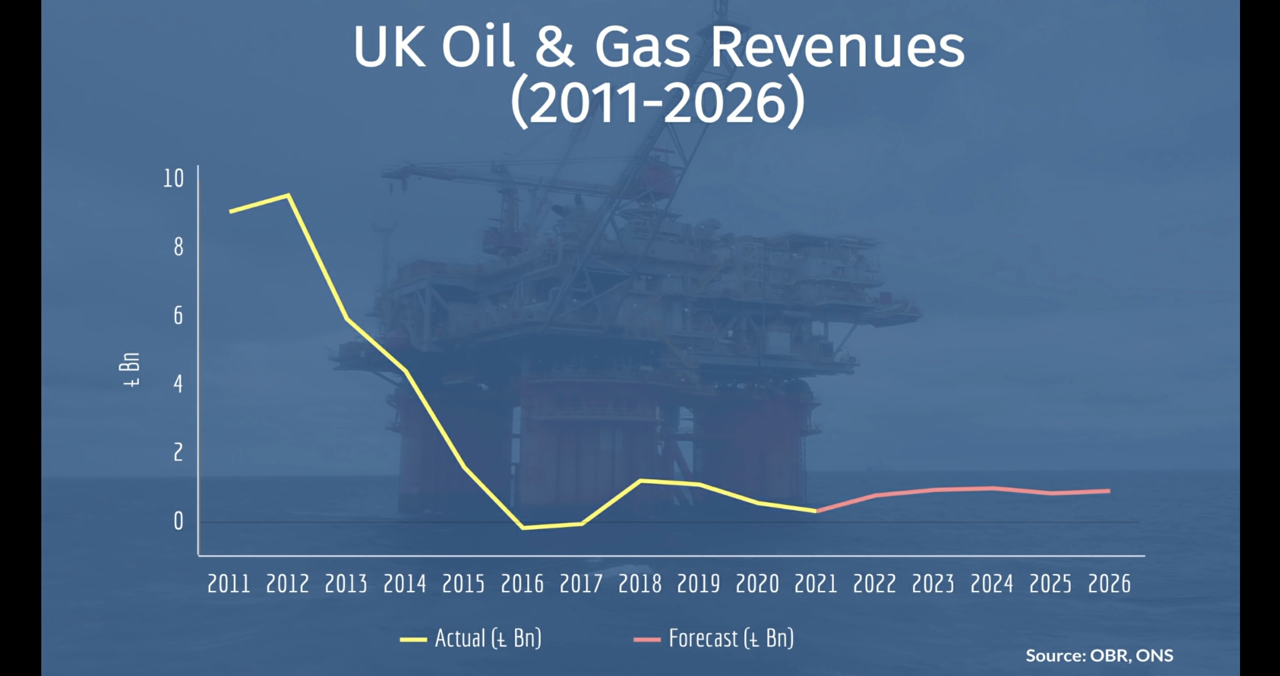 UK Oil & Gas Revenues
(2011-2026)
10
8
6
4
2
0
£ Bn
2011 2012 2013 2014 2015 2016 2017 2018 2019 2020 2021 2022 2023 2024 2025 2026
Actual (£ Bn) Forecast (£ Bn)
Source: OBR, ONS